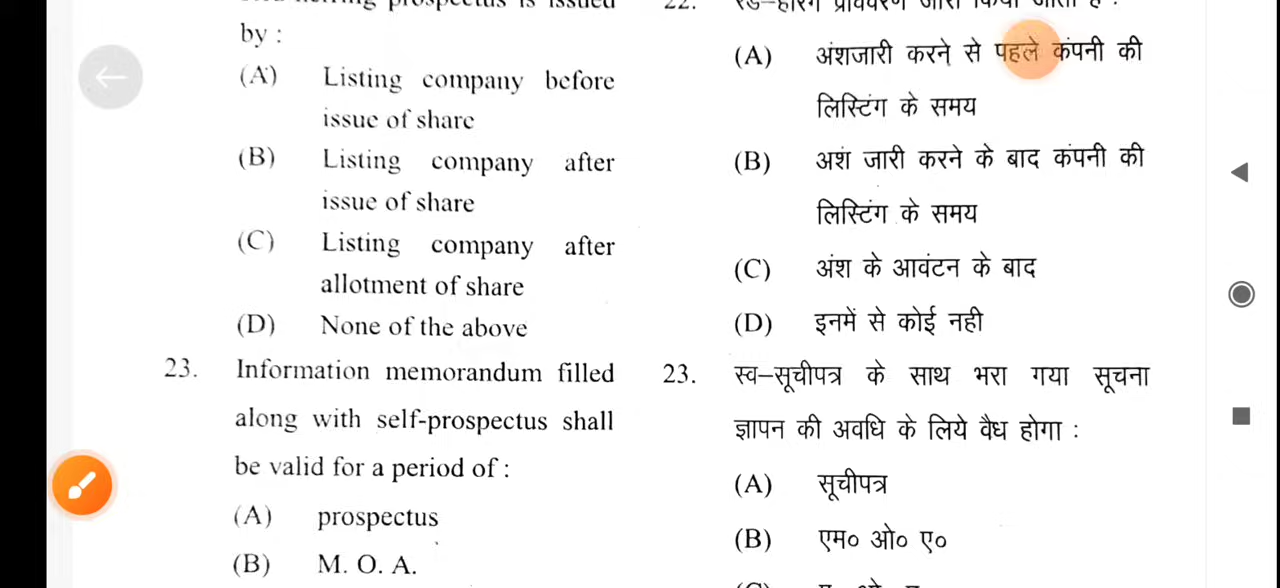 by :
(A) Listing company before
issue of share
(B) Listing company after
issue of share
(C) Listing company after
allotment of share
(D) None of the above
23. Information memorandum filled
along with self-prospectus shall
be valid for a period of :
(A) prospectus
(B) M. O. A.
22. रेड–हेरिंग प्रविवरण जारी किया जाता है :
(A) अंशजारी करने से पहले कंपनी की
लिस्टिंग के समय
(B) अशं जारी करने के बाद कंपनी की
लिस्टिंग के समय
(C) अंश के आवंटन के बाद
(D) इनमें से कोई नही
23. स्व–सूचीपत्र के साथ भरा गया सूचना
ज्ञापन की अवधि के लिये वैध होगा :
(A) सूचीपत्र
(B) एम० ओ० ए०